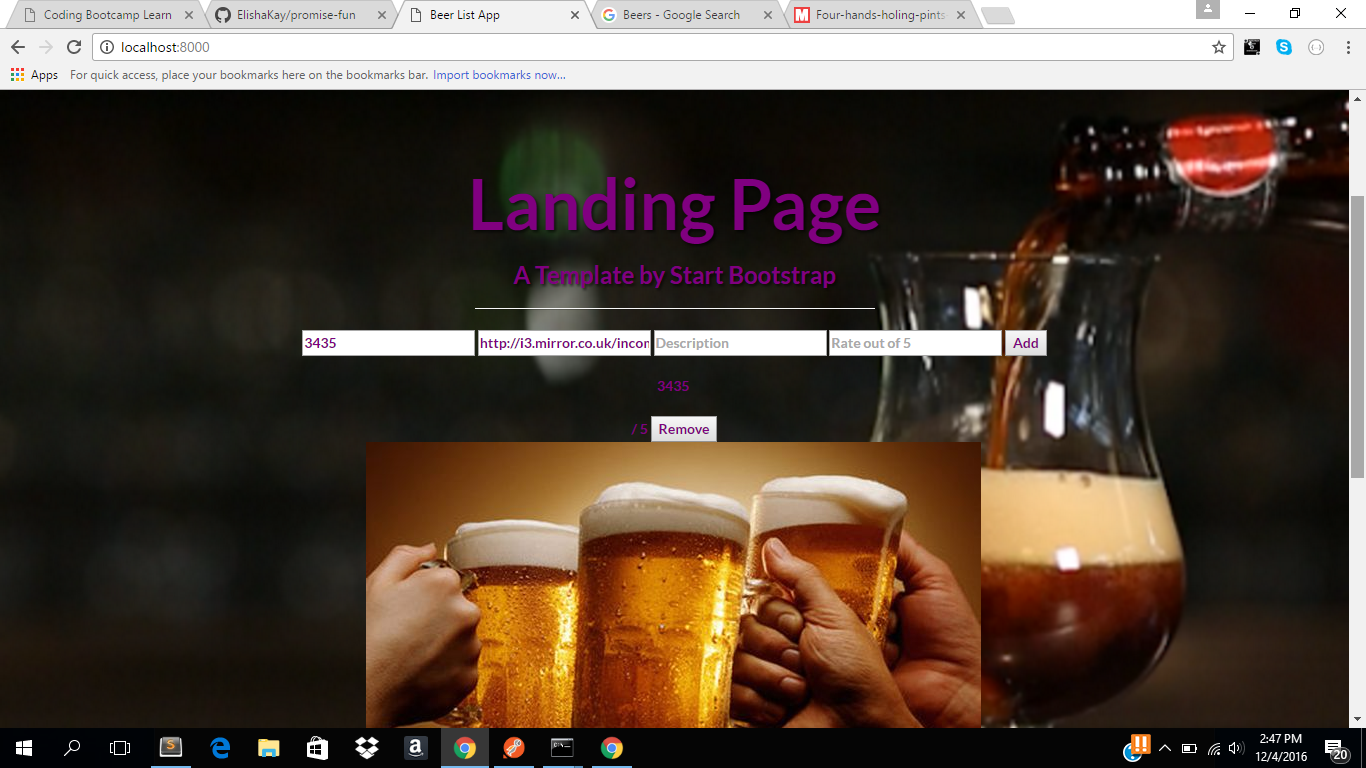 Coding Bootcamp Learn
ElishaKay/promise-fun
Beer List App
Beers - Google Search
Four-hands-holing-pints
localhost:8000
Apps
For quick access, place your bookmarks here on the bookmarks bar. Import bookmarks now...
Landing Page
A Template by Start Bootstrap
3435
http://i3.mirror.co.uk/incom
Description
Rate out of 5
Add
3435
/ 5
Remove
2:47 PM
12/4/2016
20